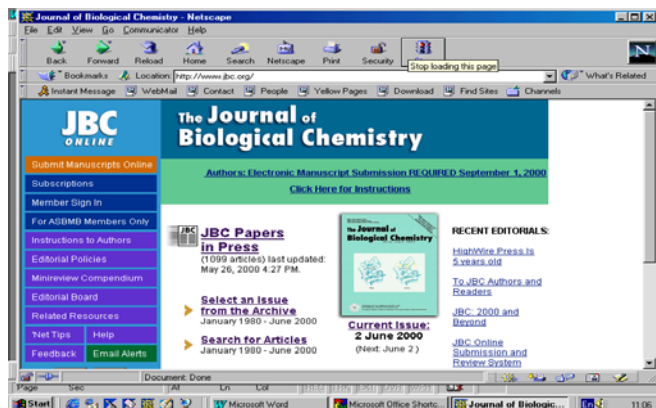 Journal of Biological Chemistry - Netscape
File Edit View Go Communicator Help
Back Forward Reload Home Search Netscape Print Security
Stop loading this page
Bookmarks Location: http://www.jbc.org/ What's Related
Instant Message WebMail Contact People Yellow Pages Download Find Sites Channels
JBC
ONLINE
The Journal of
Biological Chemistry
Authors: Electronic Manuscript Submission REQUIRED September 1, 2000
Click Here for Instructions
Submit Manuscripts Online
Subscriptions
Member Sign In
For ASBMB Members Only
Instructions to Authors
Editorial Policies
Minireview Compendium
Editorial Board
Related Resources
'Net Tips Help
Feedback Email Alerts
JBC
JBC Papers
in Press
(1099 articles) last updated:
May 26, 2000 4:27 PM.
Select an Issue
from the Archive
January 1980 - June 2000
Search for Articles
January 1980 - June 2000
The Journal of
Biological Chemistry
Current Issue:
2 June 2000
(Next: June 2 )
RECENT EDITORIALS:
HighWire Press Is
5 years old
To JBC Authors and
Readers
JBC: 2000 and
Beyond
JBC Online
Submission and
Review System
Document: Done
Page Sec At Ln Col
Start Microsoft Word Microsoft Office Shortc... Journal of Biologic... En 11:06